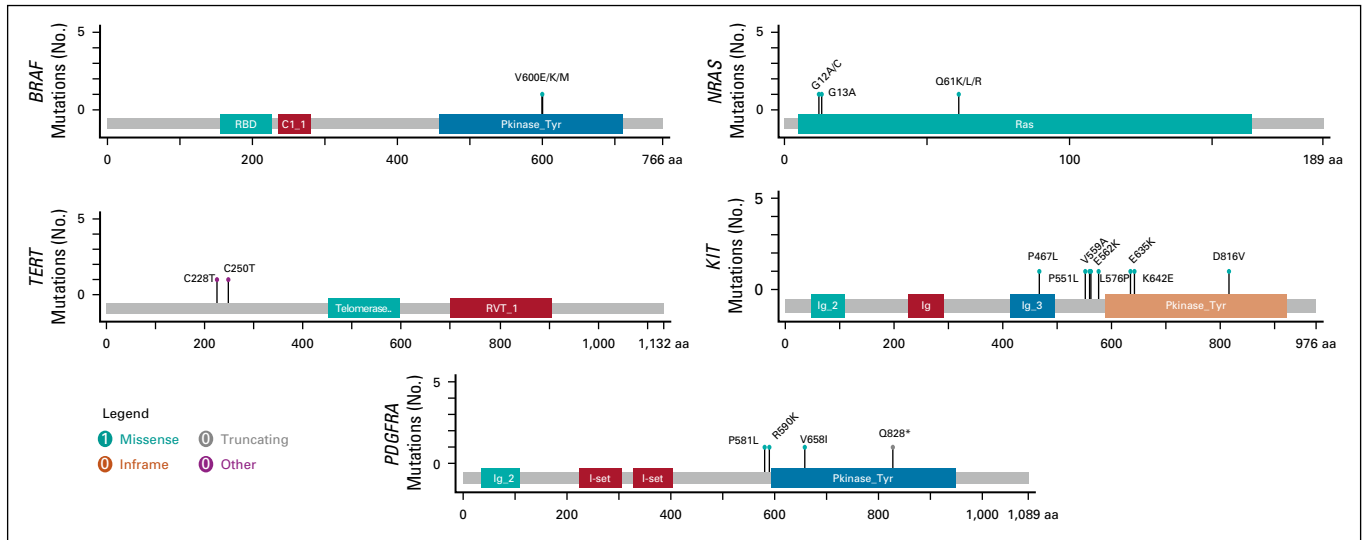 BRAF
Mutations (No.)
5
0
V600E/K/M
RBD
C1_1
Pkinase_Tyr
0
200
400
600
766 aa
NRAS
Mutations (No.)
5
0
G12A/C
G13A
Q61K/L/R
Ras
0
100
189 aa
TERT
Mutations (No.)
5
0
C228T
C250T
Telomerase..
RVT_1
0
200
400
600
800
1,000
1,132 aa
KIT
Mutations (No.)
5
0
P467L
P551L
V559A
E562K
L576P
E635K
K642E
D816V
Ig_2
Ig
Ig_3
Pkinase_Tyr
0
200
400
600
800
976 aa
Legend
1 Missense
0 Truncating
0 Inframe
0 Other
PDGFRA
Mutations (No.)
5
0
P581L
R590K
V658I
Q828*
Ig_2
I-set
I-set
Pkinase_Tyr
0
200
400
600
800
1,000
1,089 aa